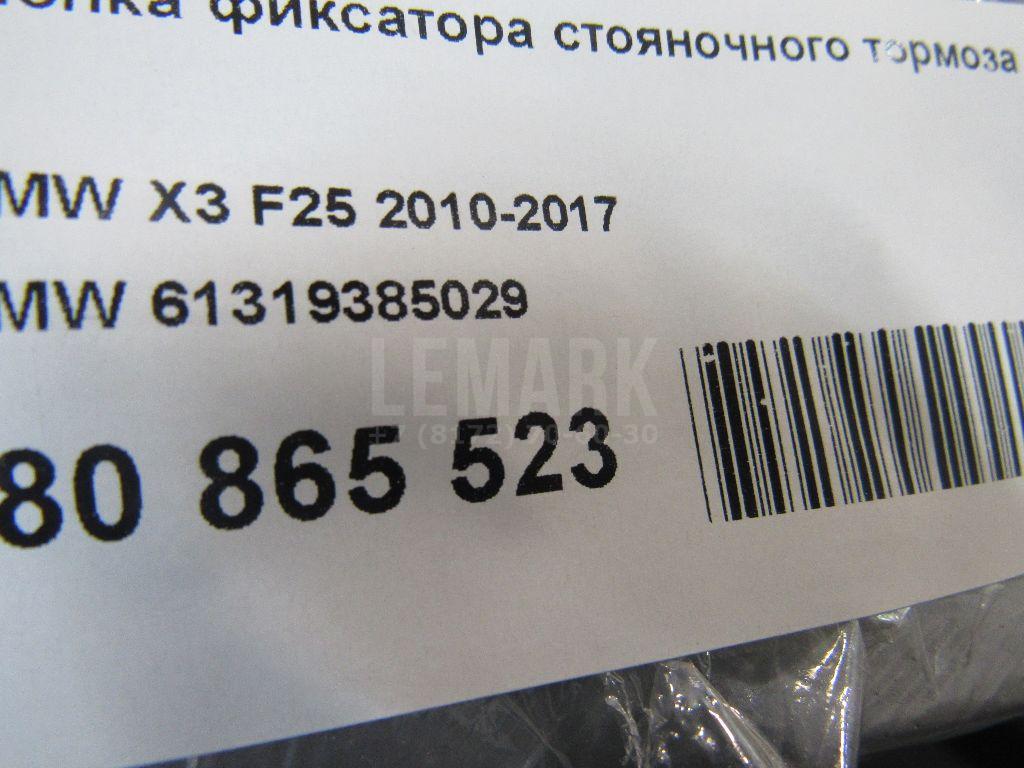 фиксатора стояночного тормоза
MW X3 F25 2010-2017
MW 61319385029
LEMARK
80 865 523